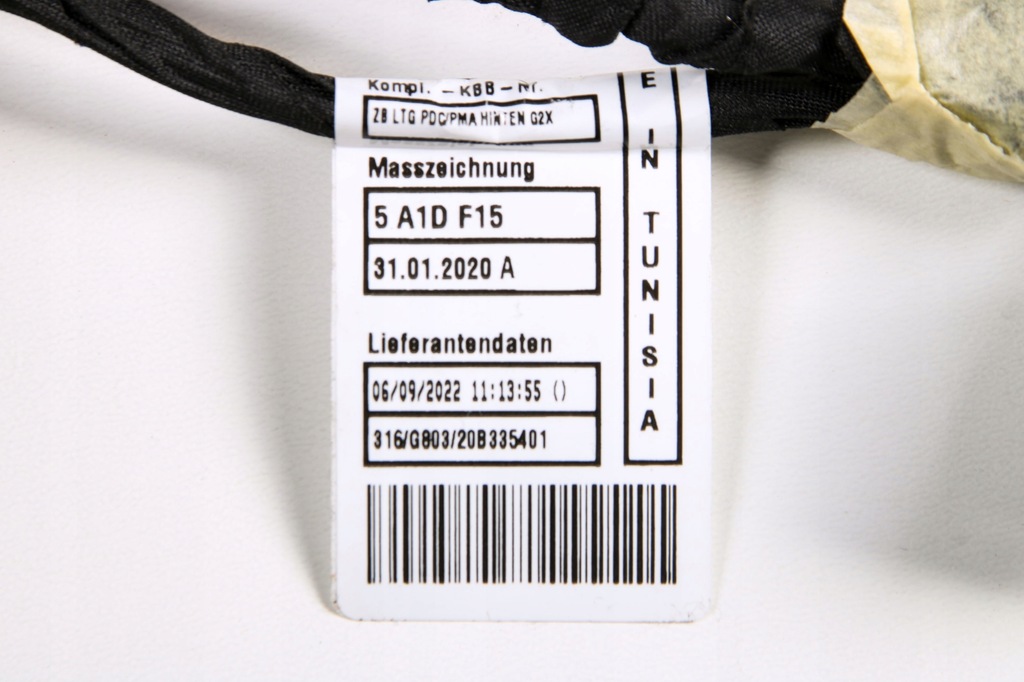 Kompl. -KBB-Nr.
ZB LTG PDC/PMA HINTEN G2X
Masszeichnung
5 A1D F15
31.01.2020 A
Lieferantendaten
06/09/2022 11:13:55 ()
316/G803/20B335401
E IN TUNISIA